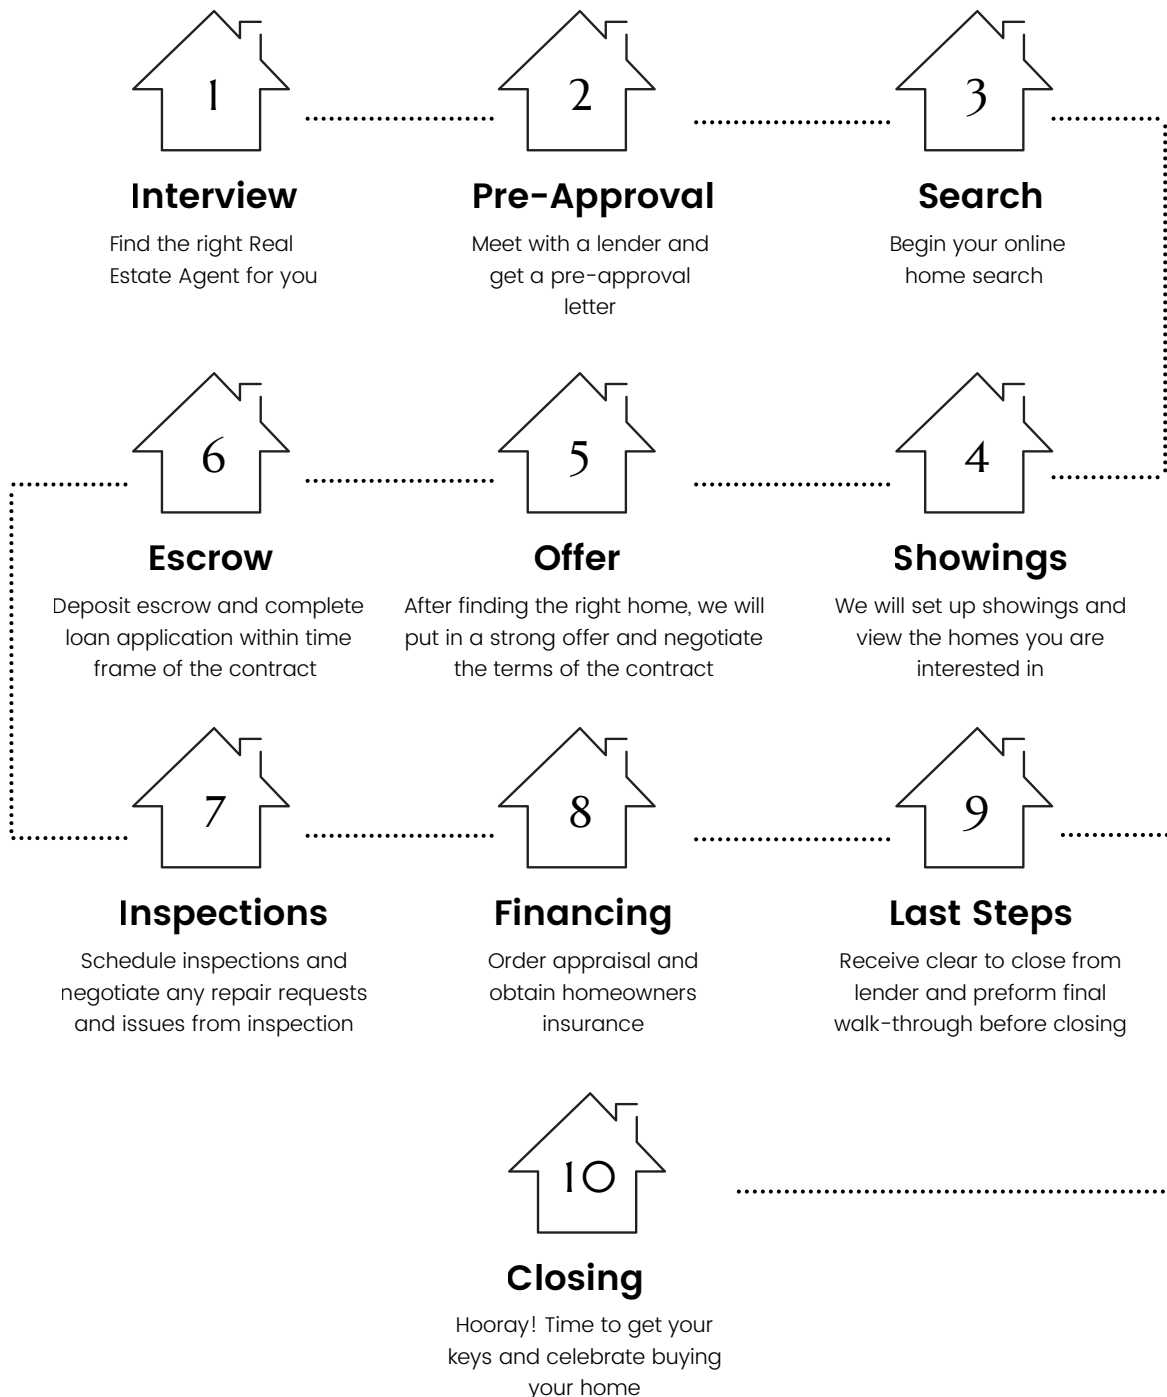 1
Interview
Find the right Real
Estate Agent for you
2
Pre-Approval
Meet with a lender and
get a pre-approval
letter
3
Search
Begin your online
home search
4
Showings
We will set up showings and
view the homes you are
interested in
5
Offer
After finding the right home, we will
put in a strong offer and negotiate
the terms of the contract
6
Escrow
Deposit escrow and complete
loan application within time
frame of the contract
7
Inspections
Schedule inspections and
negotiate any repair requests
and issues from inspection
8
Financing
Order appraisal and
obtain homeowners
insurance
9
Last Steps
Receive clear to close from
lender and preform final
walk-through before closing
10
Closing
Hooray! Time to get your
keys and celebrate buying
your home